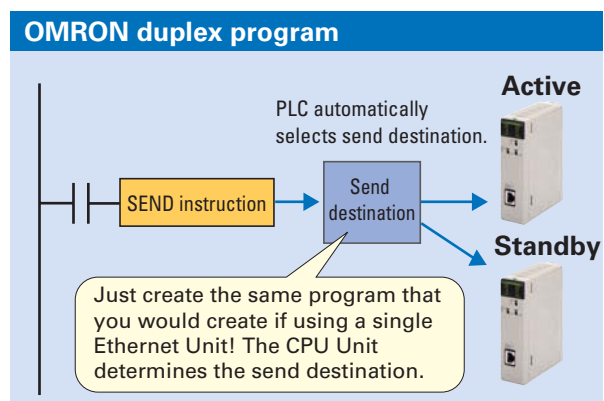 OMRON duplex program
Active
PLC automatically
selects send destination.
SEND instruction
Send
destination
Standby
Just create the same program that
you would create if using a single
Ethernet Unit! The CPU Unit
determines the send destination.